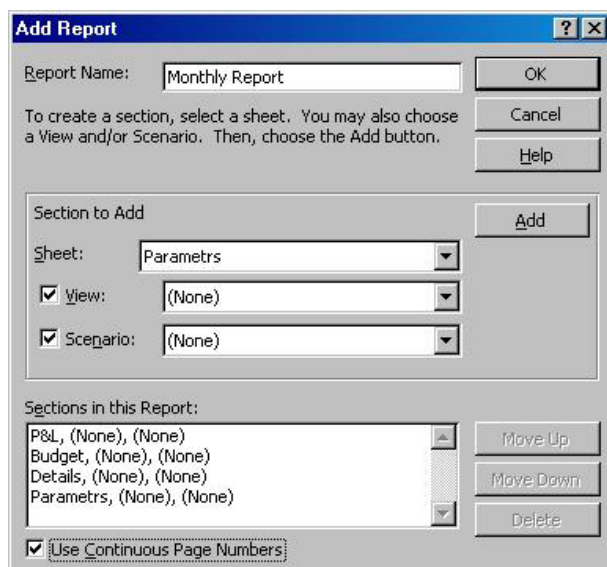 Add Report
Report Name: Monthly Report OK
To create a section, select a sheet. You may also choose
a View and/or Scenario. Then, choose the Add button.
Cancel
Help
Section to Add
Add
Sheet: Parametrs
View: (None)
Scenario: (None)
Sections in this Report:
P&L, (None), (None)
Budget, (None), (None)
Details, (None), (None)
Parametrs, (None), (None)
Move Up
Move Down
Delete
Use Continuous Page Numbers